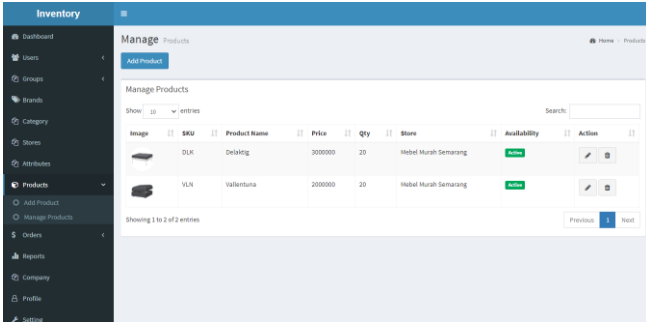 Inventory
Dashboard
Users
Groups
Brands
Category
Stores
Attributes
Products
Add Product
Manage Products
Orders
Reports
Company
Profile
Setting
Manage Products
Home - Products
Add Product
Manage Products
Show 10 entries
Search:
Image SKU Product Name Price Qty Store Availability Action
DLK Delaktig 3000000 20 Mebel Murah Semarang Active
VLN Vallentuna 2000000 20 Mebel Murah Semarang Active
Showing 1 to 2 of 2 entries
Previous 1 Next